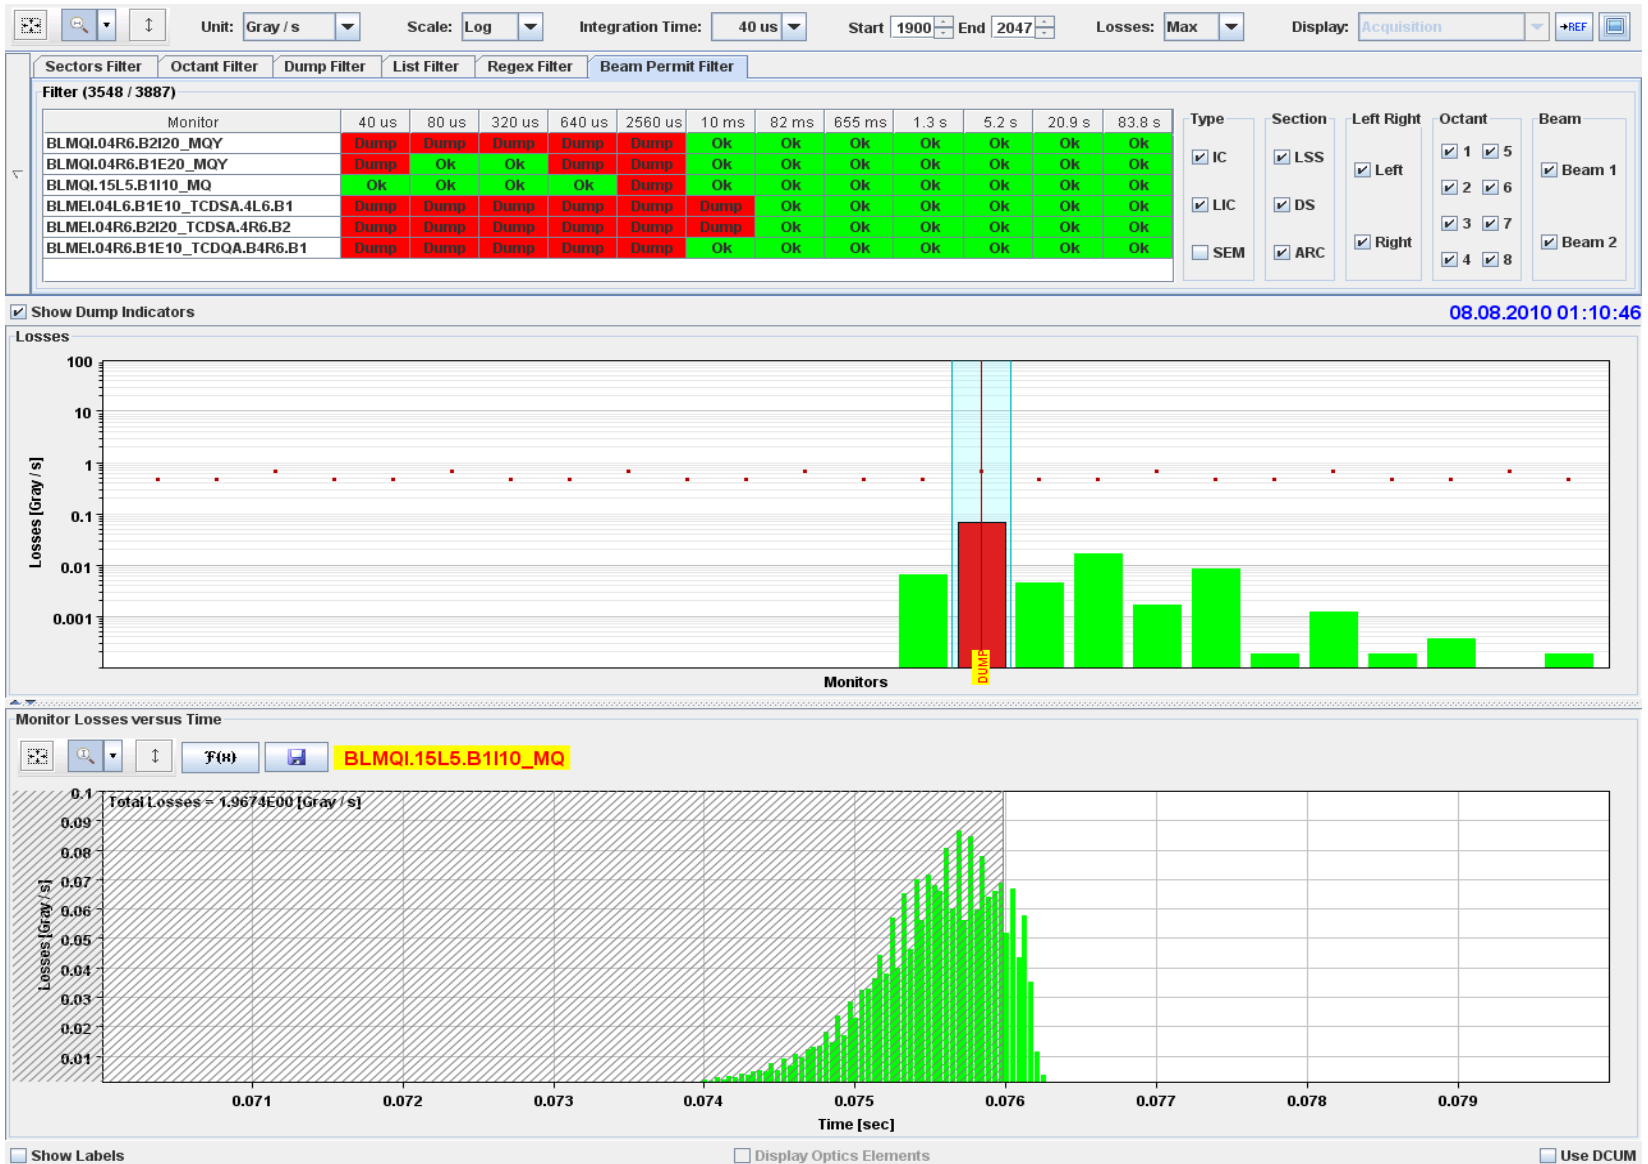 Unit: Gray / s Scale: Log Integration Time: 40 us Start 1900 End 2047 Losses: Max Display: Acquisition →REF
Sectors Filter Octant Filter Dump Filter List Filter Regex Filter Beam Permit Filter
Filter (3548 / 3887)
Monitor 40 us 80 us 320 us 640 us 2560 us 10 ms 82 ms 655 ms 1.3 s 5.2 s 20.9 s 83.8 s
BLMQI.04R6.B2I20_MQY Dump Dump Dump Dump Dump Ok Ok Ok Ok Ok Ok Ok
BLMQI.04R6.B1E20_MQY Dump Ok Ok Dump Dump Ok Ok Ok Ok Ok Ok Ok
BLMQI.15L5.B1I10_MQ Ok Ok Ok Ok Dump Ok Ok Ok Ok Ok Ok Ok
BLMEI.04L6.B1E10_TCDSA.4L6.B1 Dump Dump Dump Dump Dump Dump Ok Ok Ok Ok Ok Ok
BLMEI.04R6.B2I20_TCDSA.4R6.B2 Dump Dump Dump Dump Dump Dump Ok Ok Ok Ok Ok Ok
BLMEI.04R6.B1E10_TCDQA.B4R6.B1 Dump Dump Dump Dump Dump Ok Ok Ok Ok Ok Ok Ok
Type Section Left Right Octant Beam
IC LSS Left 1 5 Beam 1
LIC DS 2 6
3 7
SEM ARC Right 4 8 Beam 2
Show Dump Indicators 08.08.2010 01:10:46
Losses
100
10
1
0.1
0.01
0.001
Losses [Gray / s]
DUMP
Monitors
Monitor Losses versus Time
F(x) BLMQI.15L5.B1I10_MQ
Total Losses = 1.9674E00 [Gray / s]
0.1
0.09
0.08
0.07
0.06
0.05
0.04
0.03
0.02
0.01
Losses [Gray / s]
0.071 0.072 0.073 0.074 0.075 0.076 0.077 0.078 0.079
Time [sec]
Show Labels Display Optics Elements Use DCUM